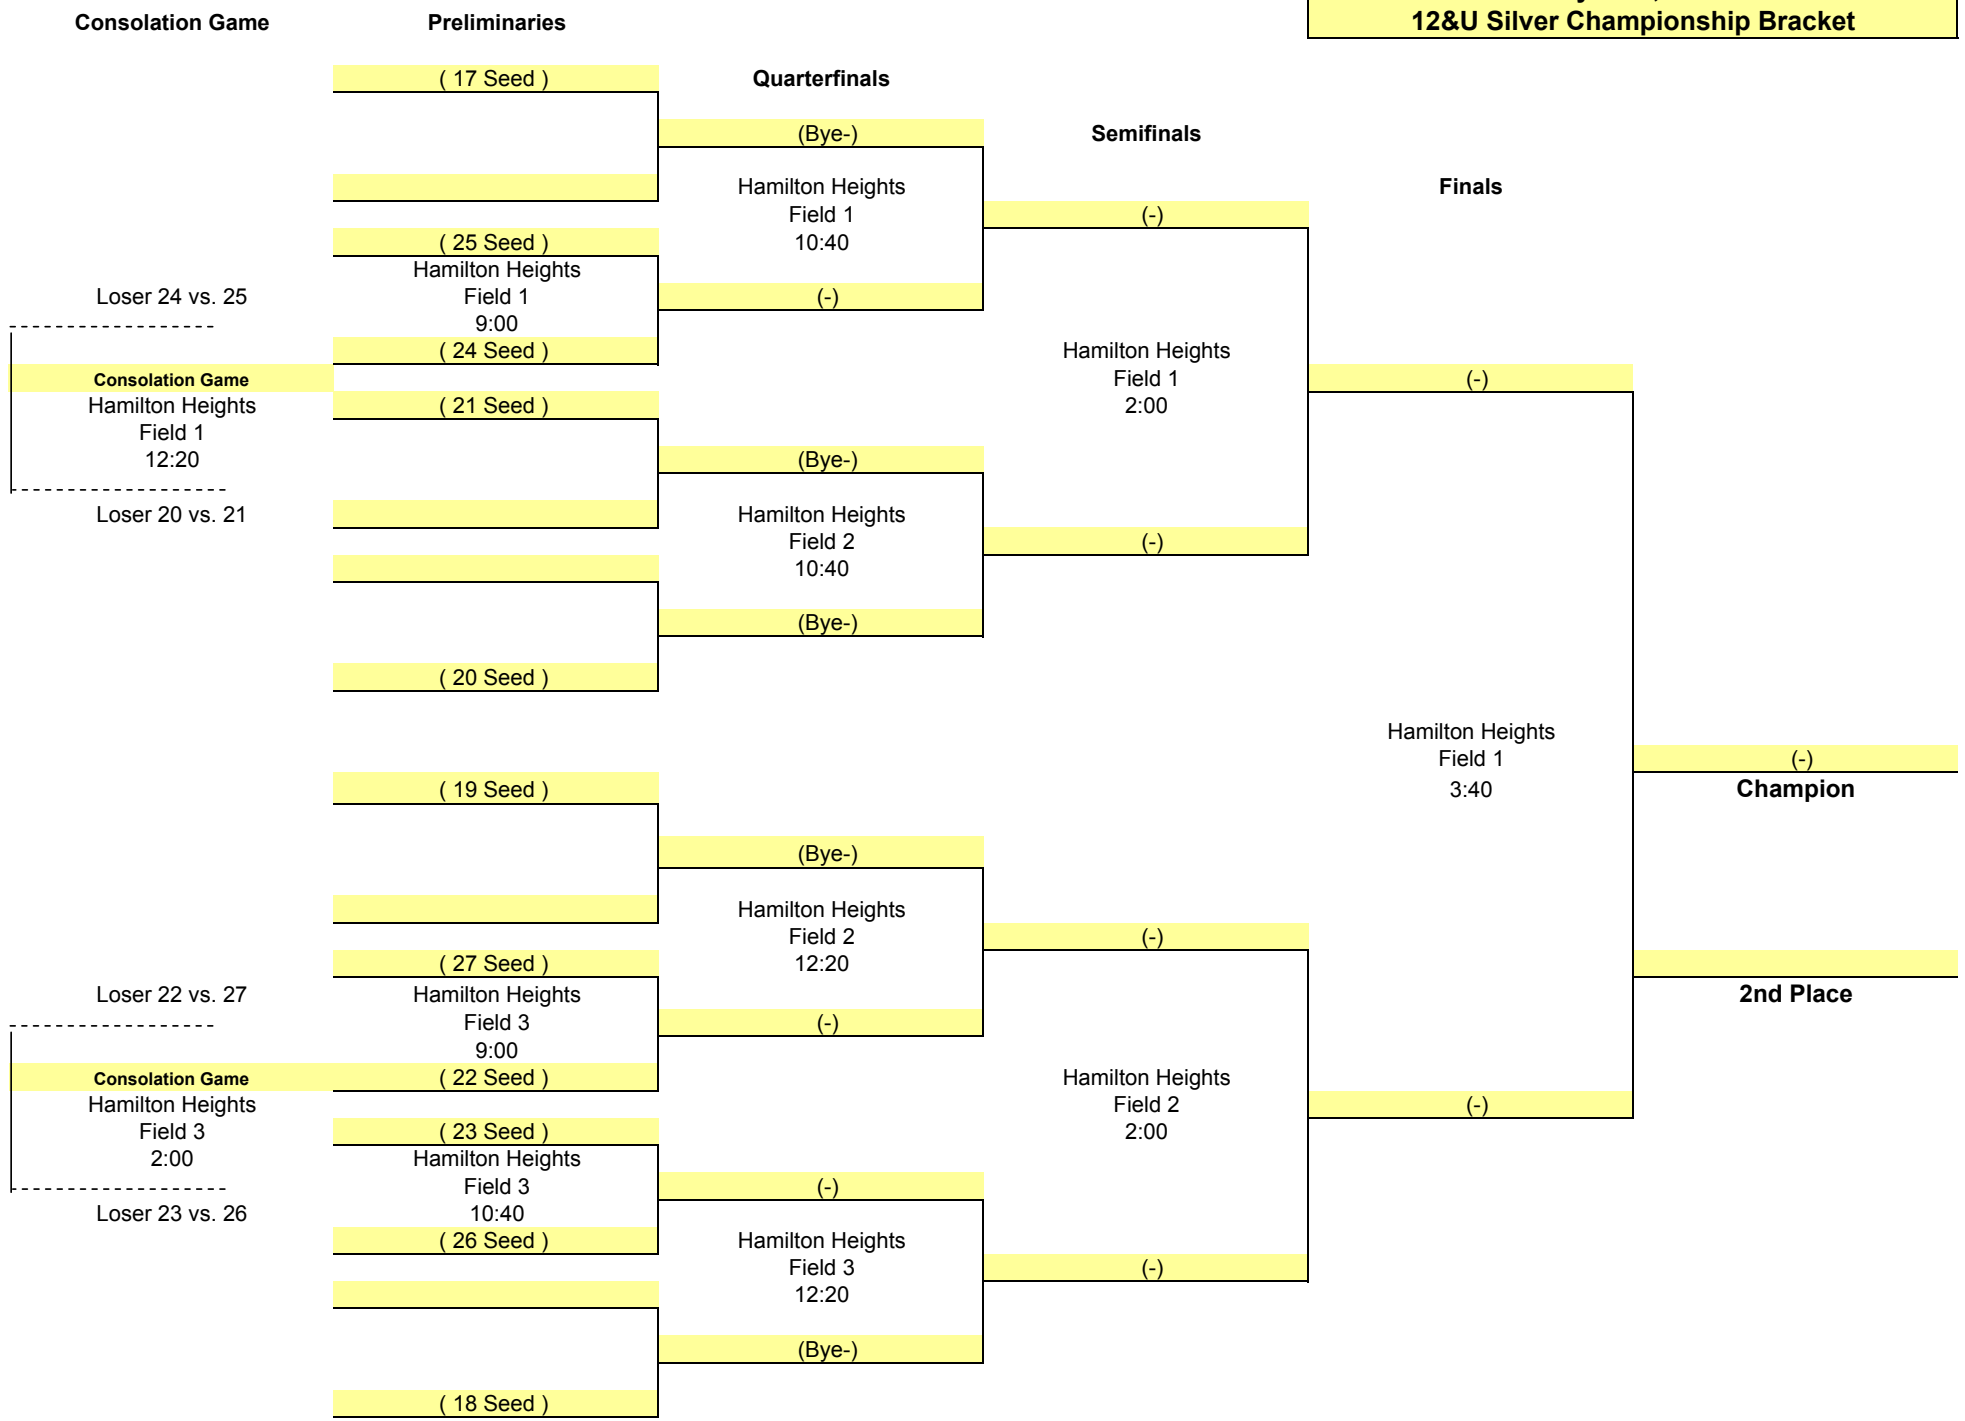 Consolation Game
Preliminaries
12&U Silver Championship Bracket
( 17 Seed )
Quarterfinals
(Bye-)
Semifinals
Hamilton Heights
Field 1
10:40
Finals
(-)
( 25 Seed )
Hamilton Heights
Field 1
9:00
( 24 Seed )
(-)
Loser 24 vs. 25
- - - - - - - - - - - - - - - - - -
Consolation Game
Hamilton Heights
Field 1
12:20
- - - - - - - - - - - - - - - - - - -
Loser 20 vs. 21
( 21 Seed )
(Bye-)
Hamilton Heights
Field 2
10:40
(Bye-)
( 20 Seed )
Hamilton Heights
Field 1
2:00
(-)
(-)
Hamilton Heights
Field 1
3:40
(-)
Champion
( 19 Seed )
(Bye-)
Hamilton Heights
Field 2
12:20
(-)
( 27 Seed )
Hamilton Heights
Field 3
9:00
( 22 Seed )
(-)
2nd Place
Loser 22 vs. 27
- - - - - - - - - - - - - - - - - -
Consolation Game
Hamilton Heights
Field 3
2:00
- - - - - - - - - - - - - - - - - - -
Loser 23 vs. 26
( 23 Seed )
Hamilton Heights
Field 3
10:40
( 26 Seed )
(-)
Hamilton Heights
Field 3
12:20
(Bye-)
( 18 Seed )
Hamilton Heights
Field 2
2:00
(-)
(-)